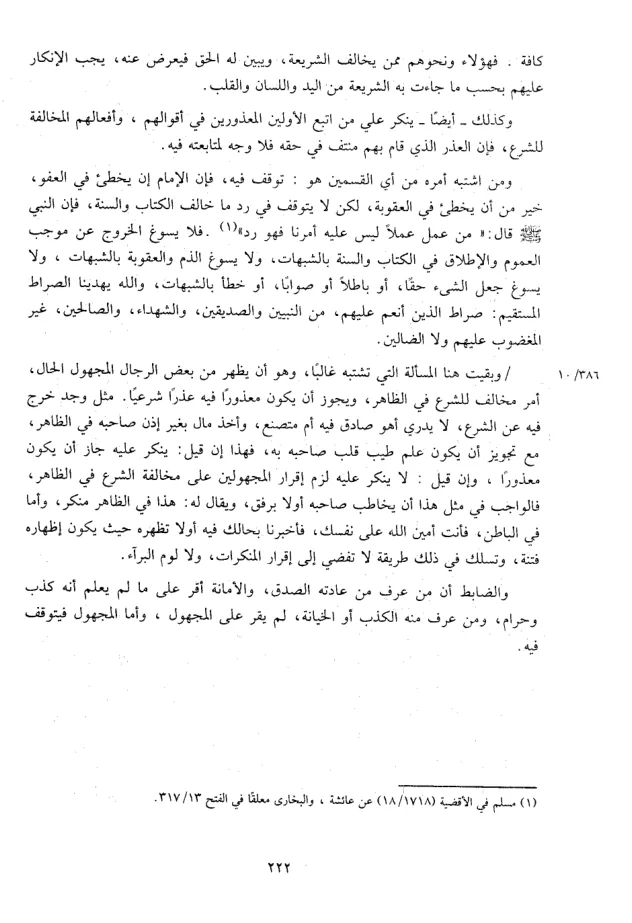 كافة . فهؤلاء ونحوهم ممن يخالف الشريعة، ويبين له الحق فيعرض عنه، يجب الإنكار
عليهم بحسب ما جاءت به الشريعة من اليد واللسان والقلب.
وكذلك ـ أيضًا ـ ينكر علي من اتبع الأولين المعذورين في أقوالهم ، وأفعالهم المخالفة
للشرع، فإن العذر الذي قام بهم منتف في حقه فلا وجه لمتابعته فيه.
ومن اشتبه أمره من أي القسمين هو : توقف فيه، فإن الإمام إن يخطئ في العفو،
خير من أن يخطئ في العقوبة، لكن لا يتوقف في رد ما خالف الكتاب والسنة، فإن النبي
ﷺ قال:« من عمل عملاً ليس عليه أمرنا فهو رد»(١) .فلا يسوغ الخروج عن موجب
العموم والإطلاق في الكتاب والسنة بالشبهات، ولا يسوغ الذم والعقوبة بالشبهات ، ولا
يسوغ جعل الشىء حقًا، أو باطلاً أو صوابًا، أو خطأ بالشبهات، والله يهدينا الصراط
المستقيم: صراط الذين أنعم عليهم، من النبيين والصديقين، والشهداء، والصالحين، غير
المغضوب عليهم ولا الضالين.
١٠/٣٨٦ / وبقيت هنا المسألة التي تشتبه غالبًا، وهو أن يظهر من بعض الرجال المجهول الحال،
أمر مخالف للشرع في الظاهر، ويجوز أن يكون معذورًا فيه عذرًا شرعيًا. مثل وجد خرج
فيه عن الشرع، لا يدري أهو صادق فيه أم متصنع، وأخذ مال بغير إذن صاحبه في الظاهر،
مع تجويز أن يكون علم طيب قلب صاحبه به، فهذا إن قيل: ينكر عليه جاز أن يكون
معذورًا ، وإن قيل : لا ينكر عليه لزم إقرار المجهولين على مخالفة الشرع في الظاهر،
فالواجب في مثل هذا أن يخاطب صاحبه أولا برفق، ويقال له: هذا في الظاهر منكر، وأما
في الباطن، فأنت أمين الله على نفسك، فأخبرنا بحالك فيه أولا تظهره حيث يكون إظهاره
فتنة، وتسلك في ذلك طريقة لا تفضي إلى إقرار المنكرات، ولا لوم البرآء.
والضابط أن من عرف من عادته الصدق، والأمانة أقر على ما لم يعلم أنه كذب
وحرام، ومن عرف منه الكذب أو الخيانة، لم يقر على المجهول ، وأما المجهول فيتوقف
فيه.
(١) مسلم في الأقضية (١٨/١٧١٨) عن عائشة ، والبخارى معلقًا في الفتح ٣١٧/١٣.
٢٢٢